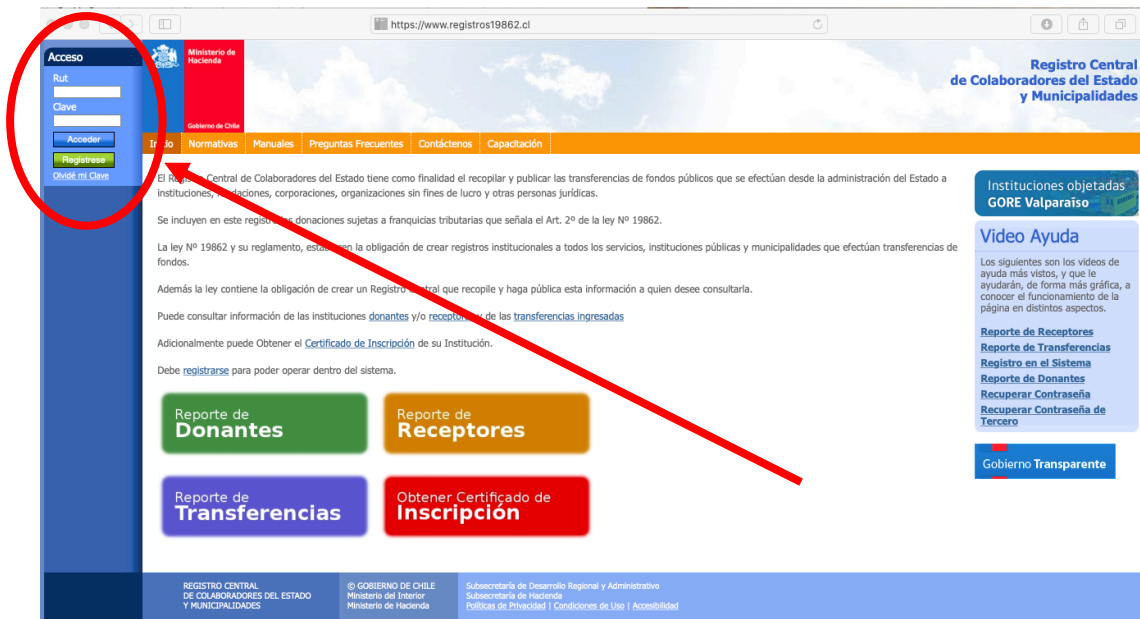 https://www.registros19862.cl
Acceso
Rut
Clave
Acceder
Regístrese
Olvidé mi Clave
Ministerio de
Hacienda
Gobierno de Chile
Registro Central
de Colaboradores del Estado
y Municipalidades
Inicio Normativas Manuales Preguntas Frecuentes Contáctenos Capacitación
El Registro Central de Colaboradores del Estado tiene como finalidad el recopilar y publicar las transferencias de fondos públicos que se efectúan desde la administración del Estado a
instituciones, fundaciones, corporaciones, organizaciones sin fines de lucro y otras personas jurídicas.
Se incluyen en este registro las donaciones sujetas a franquicias tributarias que señala el Art. 2º de la ley Nº 19862.
La ley Nº 19862 y su reglamento, establecen la obligación de crear registros institucionales a todos los servicios, instituciones públicas y municipalidades que efectúan transferencias de
fondos.
Además la ley contiene la obligación de crear un Registro Central que recopile y haga pública esta información a quien desee consultarla.
Puede consultar información de las instituciones donantes y/o receptoras y de las transferencias ingresadas
Adicionalmente puede Obtener el Certificado de Inscripción de su Institución.
Debe registrarse para poder operar dentro del sistema.
Reporte de
Donantes
Reporte de
Receptores
Reporte de
Transferencias
Obtener Certificado de
Inscripción
Instituciones objetadas
GORE Valparaíso
Video Ayuda
Los siguientes son los videos de
ayuda más vistos, y que le
ayudarán, de forma más gráfica, a
conocer el funcionamiento de la
página en distintos aspectos.
Reporte de Receptores
Reporte de Transferencias
Registro en el Sistema
Reporte de Donantes
Recuperar Contraseña
Recuperar Contraseña de
Tercero
Gobierno Transparente
REGISTRO CENTRAL
DE COLABORADORES DEL ESTADO
Y MUNICIPALIDADES
© GOBIERNO DE CHILE
Ministerio del Interior
Ministerio de Hacienda
Subsecretaría de Desarrollo Regional y Administrativo
Subsecretaría de Hacienda
Políticas de Privacidad | Condiciones de Uso | Accesibilidad